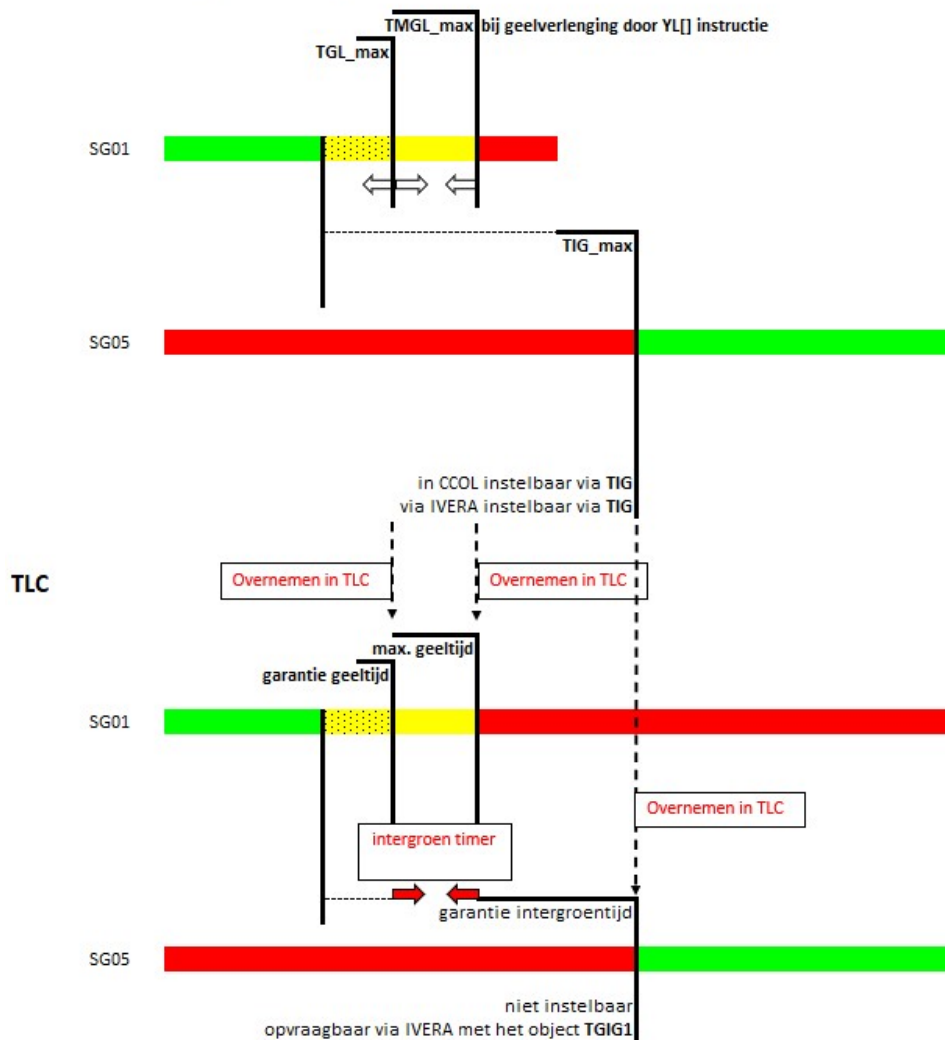 TMGL_max bij geelverlenging door YL[] instructie
TGL_max
SG01
TIG_max
SG05
in CCOL instelbaar via TIG
via IVERA instelbaar via TIG
TLC
Overnemen in TLC
Overnemen in TLC
max. geeltijd
garantie geeltijd
SG01
Overnemen in TLC
intergroen timer
garantie intergroentijd
SG05
niet instelbaar
opvraagbaar via IVERA met het object TGIG1